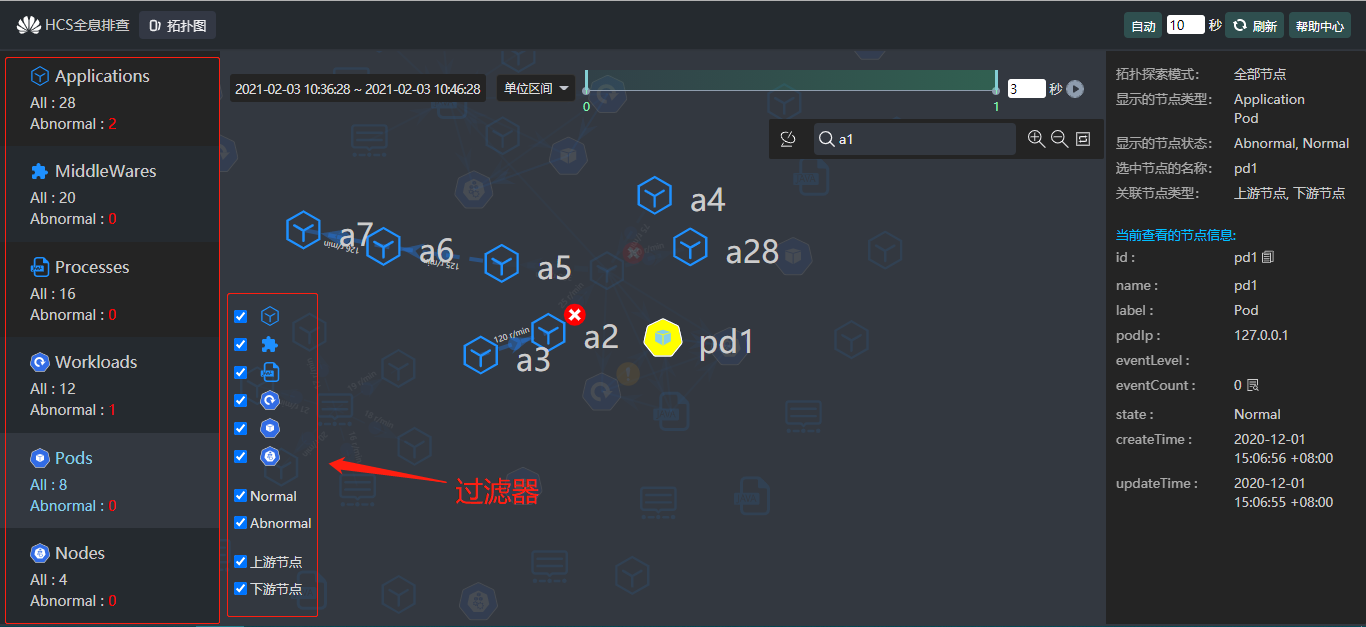 HCS全息排查
拓扑图
自动 10 秒 刷新 帮助中心
Applications
All : 28
Abnormal : 2
MiddleWares
All : 20
Abnormal : 0
Processes
All : 16
Abnormal : 0
Workloads
All : 12
Abnormal : 1
Pods
All : 8
Abnormal : 0
Nodes
All : 4
Abnormal : 0
2021-02-03 10:36:28 ~ 2021-02-03 10:46:28
单位区间
0
1
3 秒
a1
a4
a7
a6
a28
a5
126 r/min
125 r/min
120 r/min
a2
a3
pd1
过滤器
Normal
Abnormal
上游节点
下游节点
拓扑探索模式: 全部节点
显示的节点类型: Application
Pod
显示的节点状态: Abnormal, Normal
选中节点的名称: pd1
关联节点类型: 上游节点, 下游节点
当前查看的节点信息:
id : pd1
name : pd1
label : Pod
podIp : 127.0.0.1
eventLevel :
eventCount : 0
state : Normal
createTime : 2020-12-01
15:06:56 +08:00
updateTime : 2020-12-01
15:06:55 +08:00